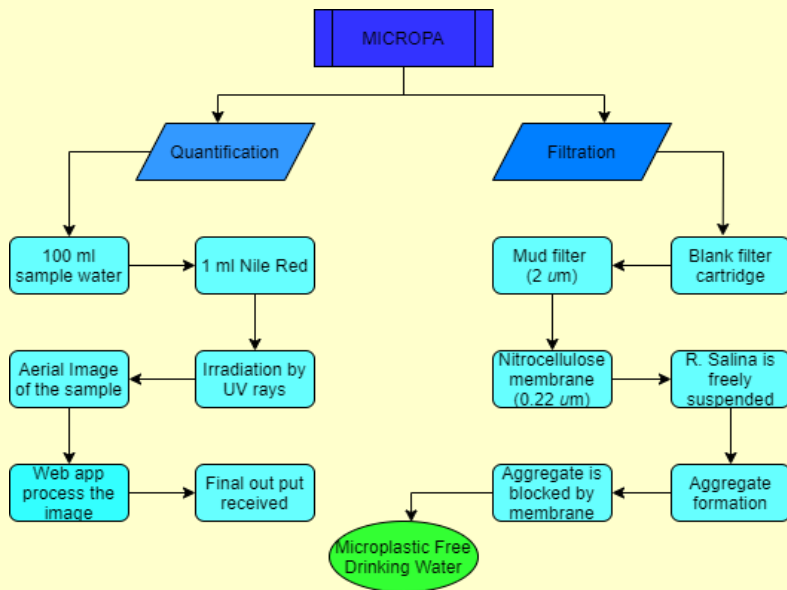 MICROPA
Quantification
Filtration
100 ml
sample water
1 ml Nile Red
Mud filter
(2 um)
Blank filter
cartridge
Aerial Image
of the sample
Irradiation by
UV rays
Nitrocellulose
membrane
(0.22 um)
R. Salina is
freely
suspended
Web app
process the
image
Final out put
received
Aggregate is
blocked by
membrane
Aggregate
formation
Microplastic Free
Drinking Water